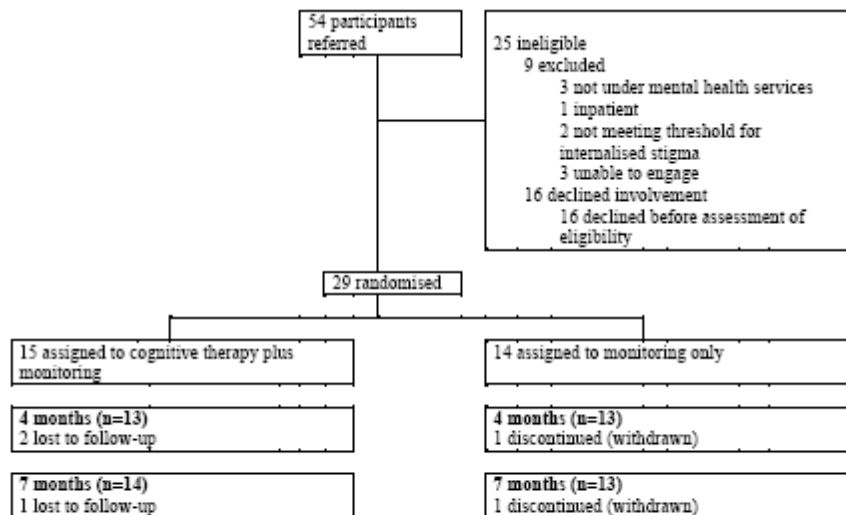 54 participants
referred
25 ineligible
9 excluded
3 not under mental health services
1 inpatient
2 not meeting threshold for
internalised stigma
3 unable to engage
16 declined involvement
16 declined before assessment of
eligibility
29 randomised
15 assigned to cognitive therapy plus
monitoring
14 assigned to monitoring only
4 months (n=13)
2 lost to follow-up
4 months (n=13)
1 discontinued (withdrawn)
7 months (n=14)
1 lost to follow-up
7 months (n=13)
1 discontinued (withdrawn)